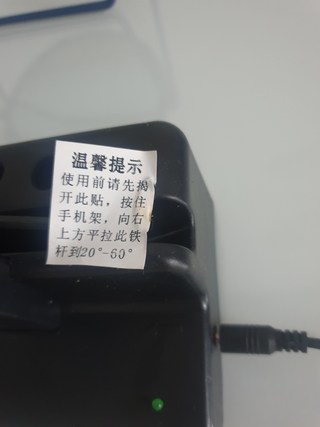 温馨提示
使用前请先揭
开此贴，按住
手机架，向右
上方平拉此铁
杆到20°-60°